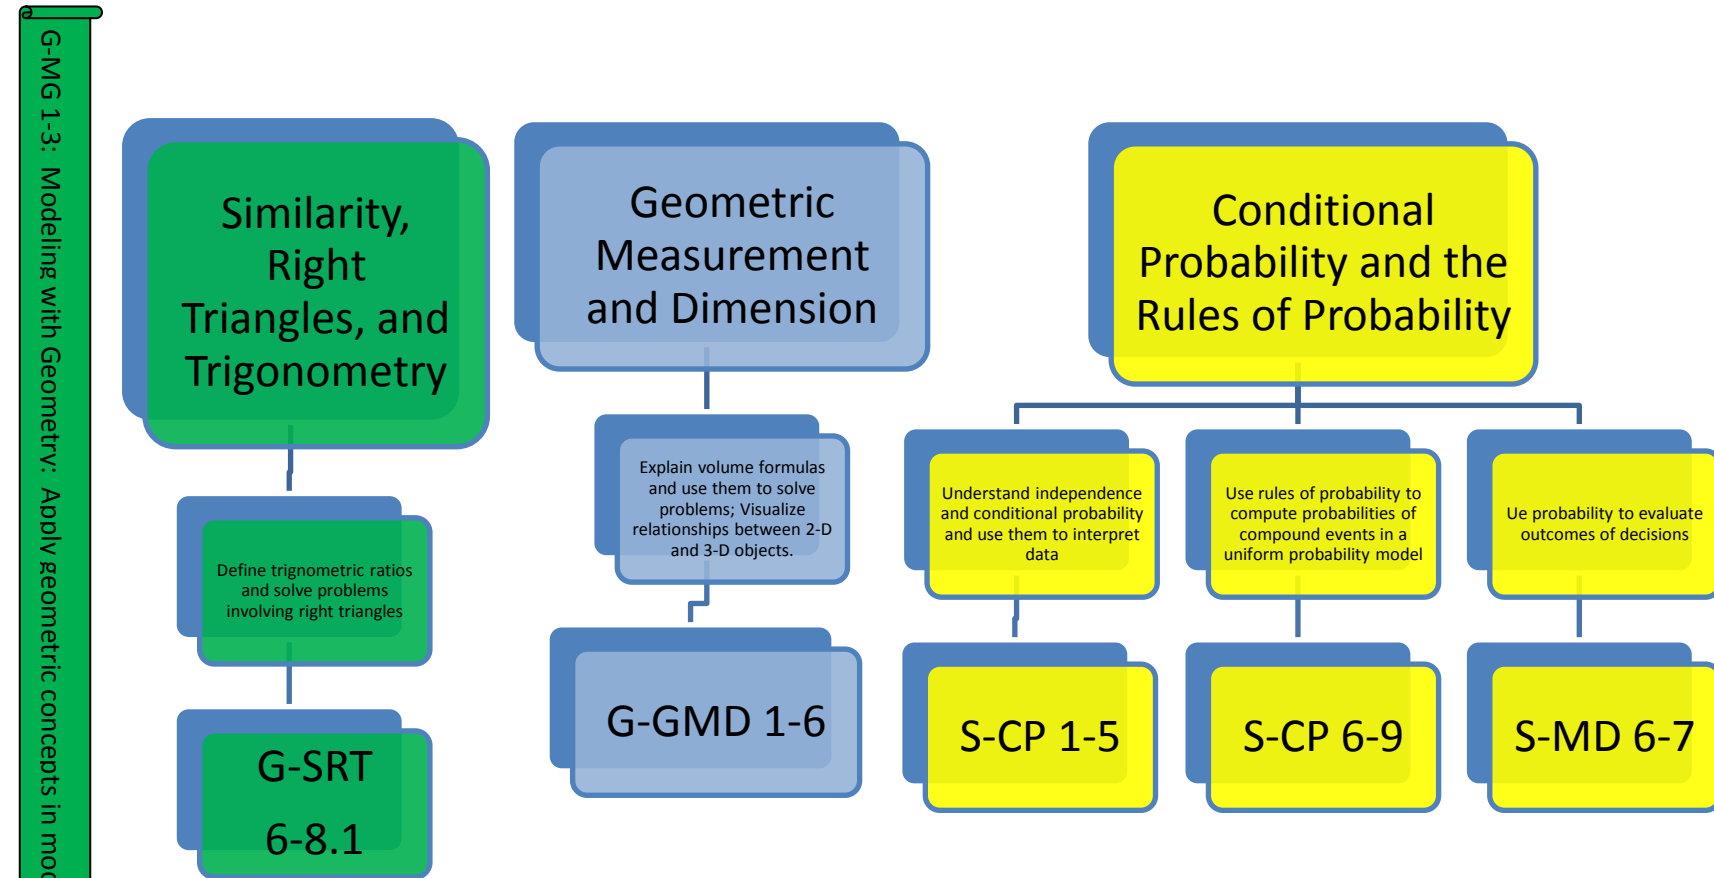 G-MG 1-3: Modeling with Geometry: Apply geometric concepts in
Similarity,
Right
Triangles, and
Trigonometry
Define trignometric ratios
and solve problems
involving right triangles
G-SRT
6-8.1
Geometric
Measurement
and Dimension
Explain volume formulas
and use them to solve
problems; Visualize
relationships between 2-D
and 3-D objects.
G-GMD 1-6
Conditional
Probability and the
Rules of Probability
Understand independence
and conditional probability
and use them to interpret
data
S-CP 1-5
Use rules of probability to
compute probabilities of
compound events in a
uniform probability model
S-CP 6-9
Ue probability to evaluate
outcomes of decisions
S-MD 6-7